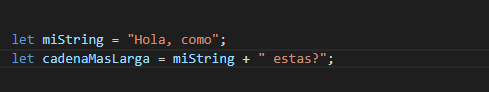 let miString = "Hola, como";
let cadenaMasLarga = miString + " estas?";